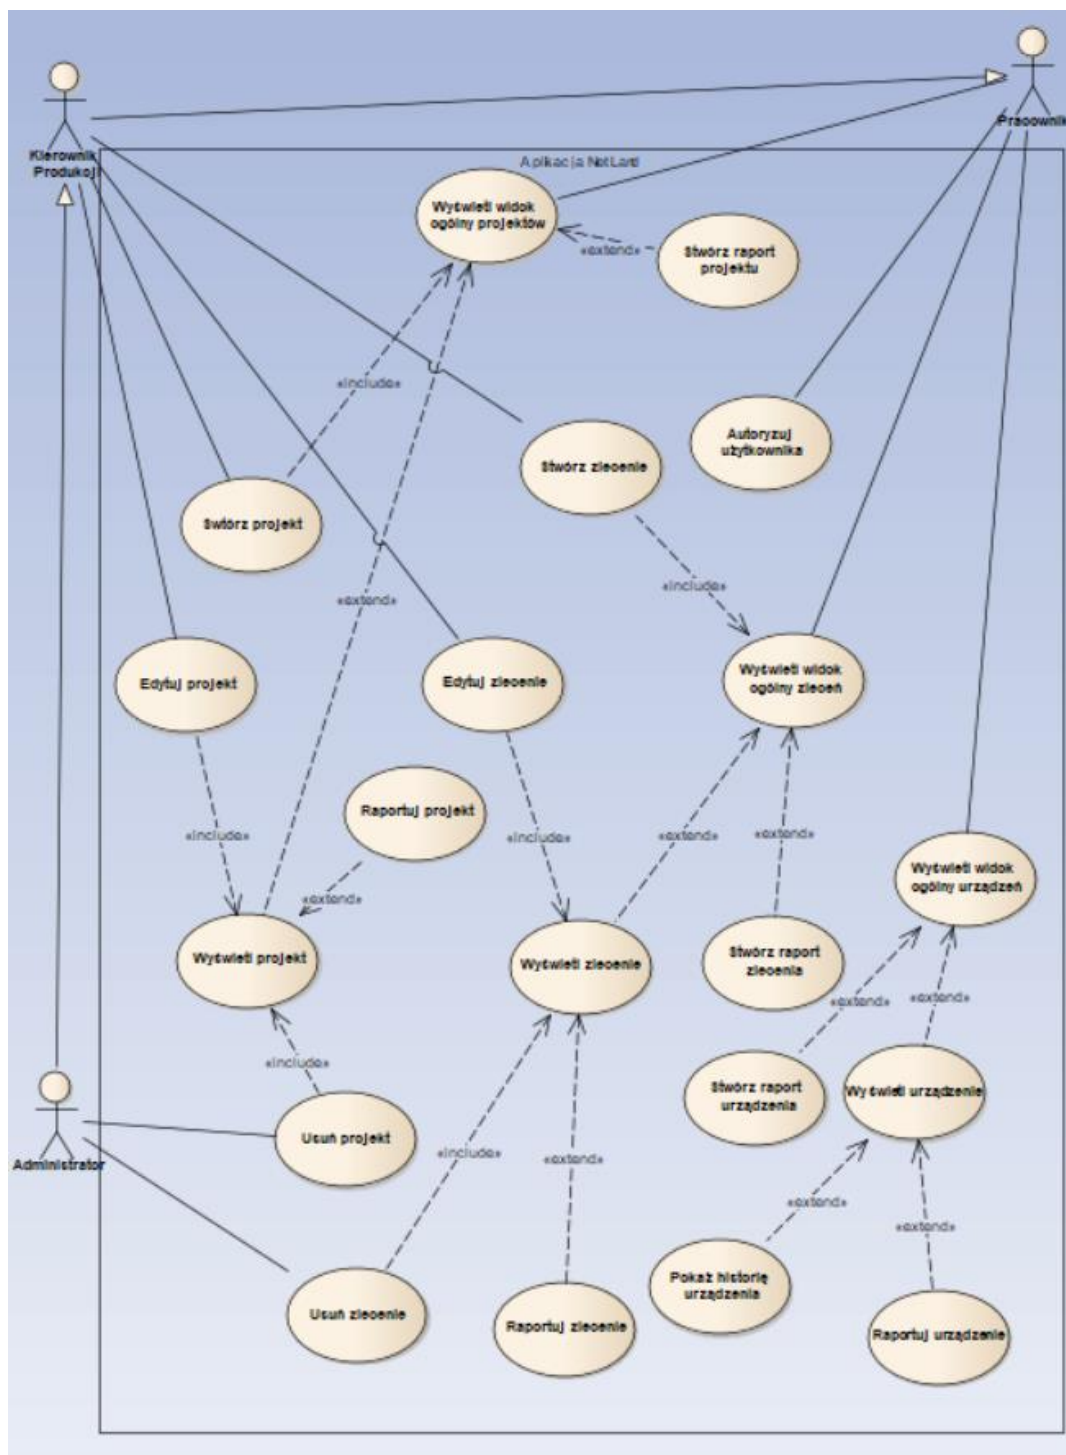 Kierownik
Produkcji
Pracownik
Aplikacja NetLand
Wyświetl widok
ogólny projektów
«extend»
Stwórz raport
projektu
«include»
Stwórz zlecenie
Autoryzuj
użytkownika
Swtórz projekt
«extend»
«include»
Edytuj projekt
Edytuj zlecenie
Wyświetl widok
ogólny zleceń
Raportuj projekt
«include»
«include»
«extend»
«extend»
Wyświetl widok
ogólny urządzeń
«extend»
Wyświetl projekt
Wyświetl zlecenie
Stwórz raport
zlecenia
«extend»
«extend»
«include»
Stwórz raport
urządzenia
Wyświetl urządzenie
Administrator
Usuń projekt
«include»
«extend»
«extend»
«extend»
Pokaż historię
urządzenia
Usuń zlecenie
Raportuj zlecenie
Raportuj urządzenie